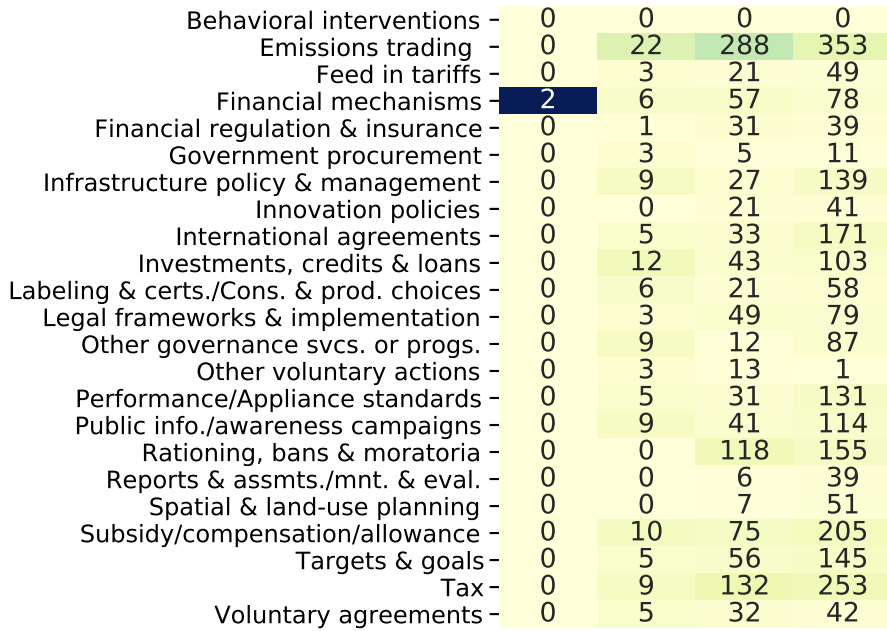 Behavioral interventions 0 0 0 0
Emissions trading 0 22 288 353
Feed in tariffs 0 3 21 49
Financial mechanisms 2 6 57 78
Financial regulation & insurance 0 1 31 39
Government procurement 0 3 5 11
Infrastructure policy & management 0 9 27 139
Innovation policies 0 0 21 41
International agreements 0 5 33 171
Investments, credits & loans 0 12 43 103
Labeling & certs./Cons. & prod. choices 0 6 21 58
Legal frameworks & implementation 0 3 49 79
Other governance svcs. or progs. 0 9 12 87
Other voluntary actions 0 3 13 1
Performance/Appliance standards 0 5 31 131
Public info./awareness campaigns 0 9 41 114
Rationing, bans & moratoria 0 0 118 155
Reports & assmts./mnt. & eval. 0 0 6 39
Spatial & land-use planning 0 0 7 51
Subsidy/compensation/allowance 0 10 75 205
Targets & goals 0 5 56 145
Tax 0 9 132 253
Voluntary agreements 0 5 32 42